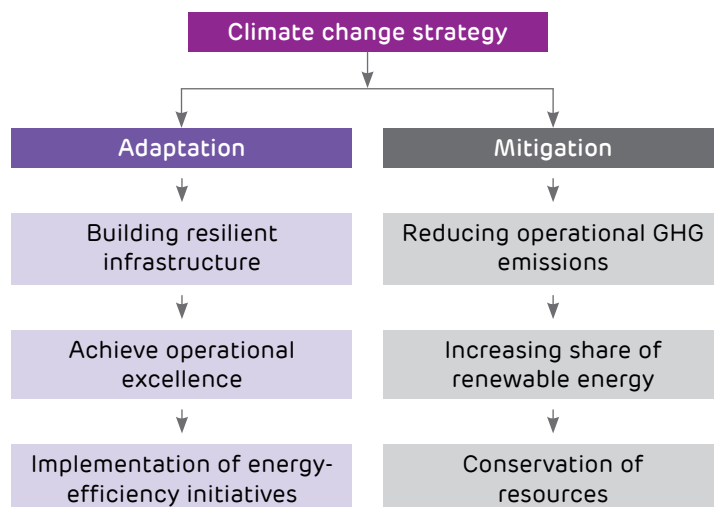 Climate change strategy
Adaptation
Building resilient
infrastructure
Achieve operational
excellence
Implementation of energy-
efficiency initiatives
Mitigation
Reducing operational GHG
emissions
Increasing share of
renewable energy
Conservation of
resources